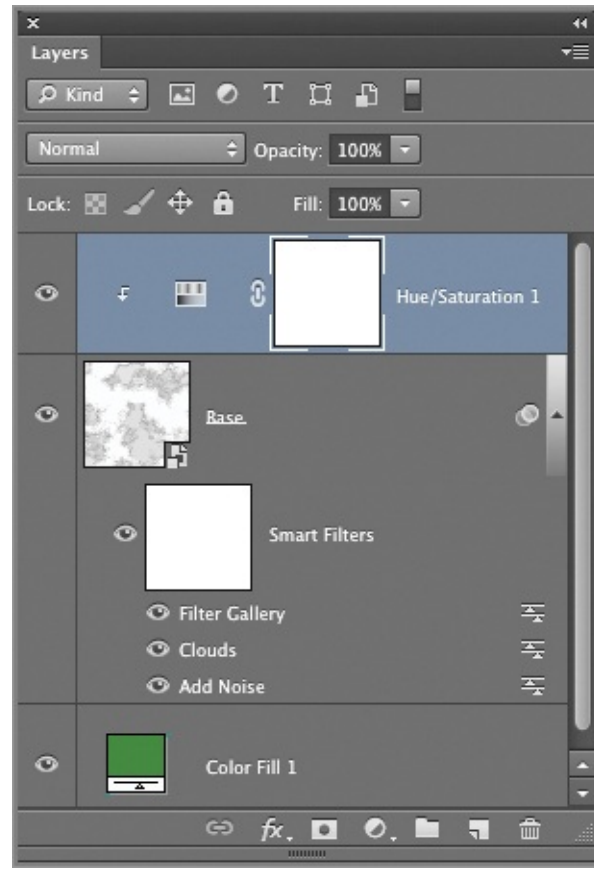 Layers
Kind
Normal Opacity: 100%
Lock: Fill: 100%
Hue/Saturation 1
Base
Smart Filters
Filter Gallery
Clouds
Add Noise
Color Fill 1
fx